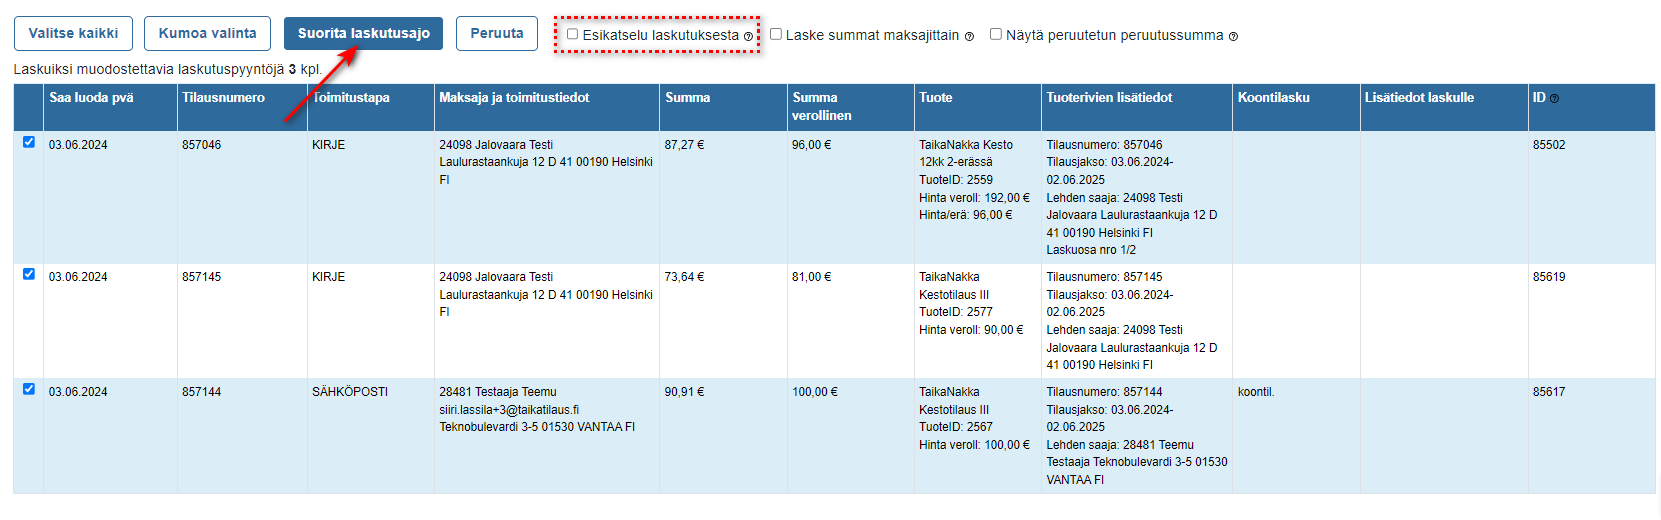 Valitse kaikki Kumoa valinta Suorita laskutusajo Peruuta Esikatselu laskutuksesta Laske summat maksajittain Näytä peruutetun peruutussumma
Laskuiksi muodostettavia laskutuspyyntöjä 3 kpl.
Saa luoda pvä Tilausnumero Toimitustapa Maksaja ja toimitustiedot Summa Summa verollinen Tuote Tuoterivien lisätiedot Koontilasku Lisätiedot laskulle ID
03.06.2024 857046 KIRJE 24098 Jalovaara Testi 87,27 € 96,00 € TaikaNakka Kesto Tilausnumero: 857046 85502
Laulurastaankuja 12 D 41 00190 Helsinki 12kk 2-erässä Tilausjakso: 03.06.2024-
FI TuoteID: 2559 02.06.2025
Hinta veroll: 192,00 € Lehden saaja: 24098 Testi
Hinta/erä: 96,00 € Jalovaara Laulurastaankuja 12 D
41 00190 Helsinki FI
Laskuosa nro 1/2
03.06.2024 857145 KIRJE 24098 Jalovaara Testi 73,64 € 81,00 € TaikaNakka Tilausnumero: 857145 85619
Laulurastaankuja 12 D 41 00190 Helsinki Kestotilaus III Tilausjakso: 03.06.2024-
FI TuoteID: 2577 02.06.2025
Hinta veroll: 90,00 € Lehden saaja: 24098 Testi
Jalovaara Laulurastaankuja 12 D
41 00190 Helsinki FI
03.06.2024 857144 SÄHKÖPOSTI 28481 Testaaja Teemu 90,91 € 100,00 € TaikaNakka Tilausnumero: 857144 koontil. 85617
siiri.lassila+3@taikatilaus.fi Kestotilaus III Tilausjakso: 03.06.2024-
Teknobulevardi 3-5 01530 VANTAA FI TuoteID: 2567 02.06.2025
Hinta veroll: 100,00 € Lehden saaja: 28481 Teemu
Testaaja Teknobulevardi 3-5 01530
VANTAA FI